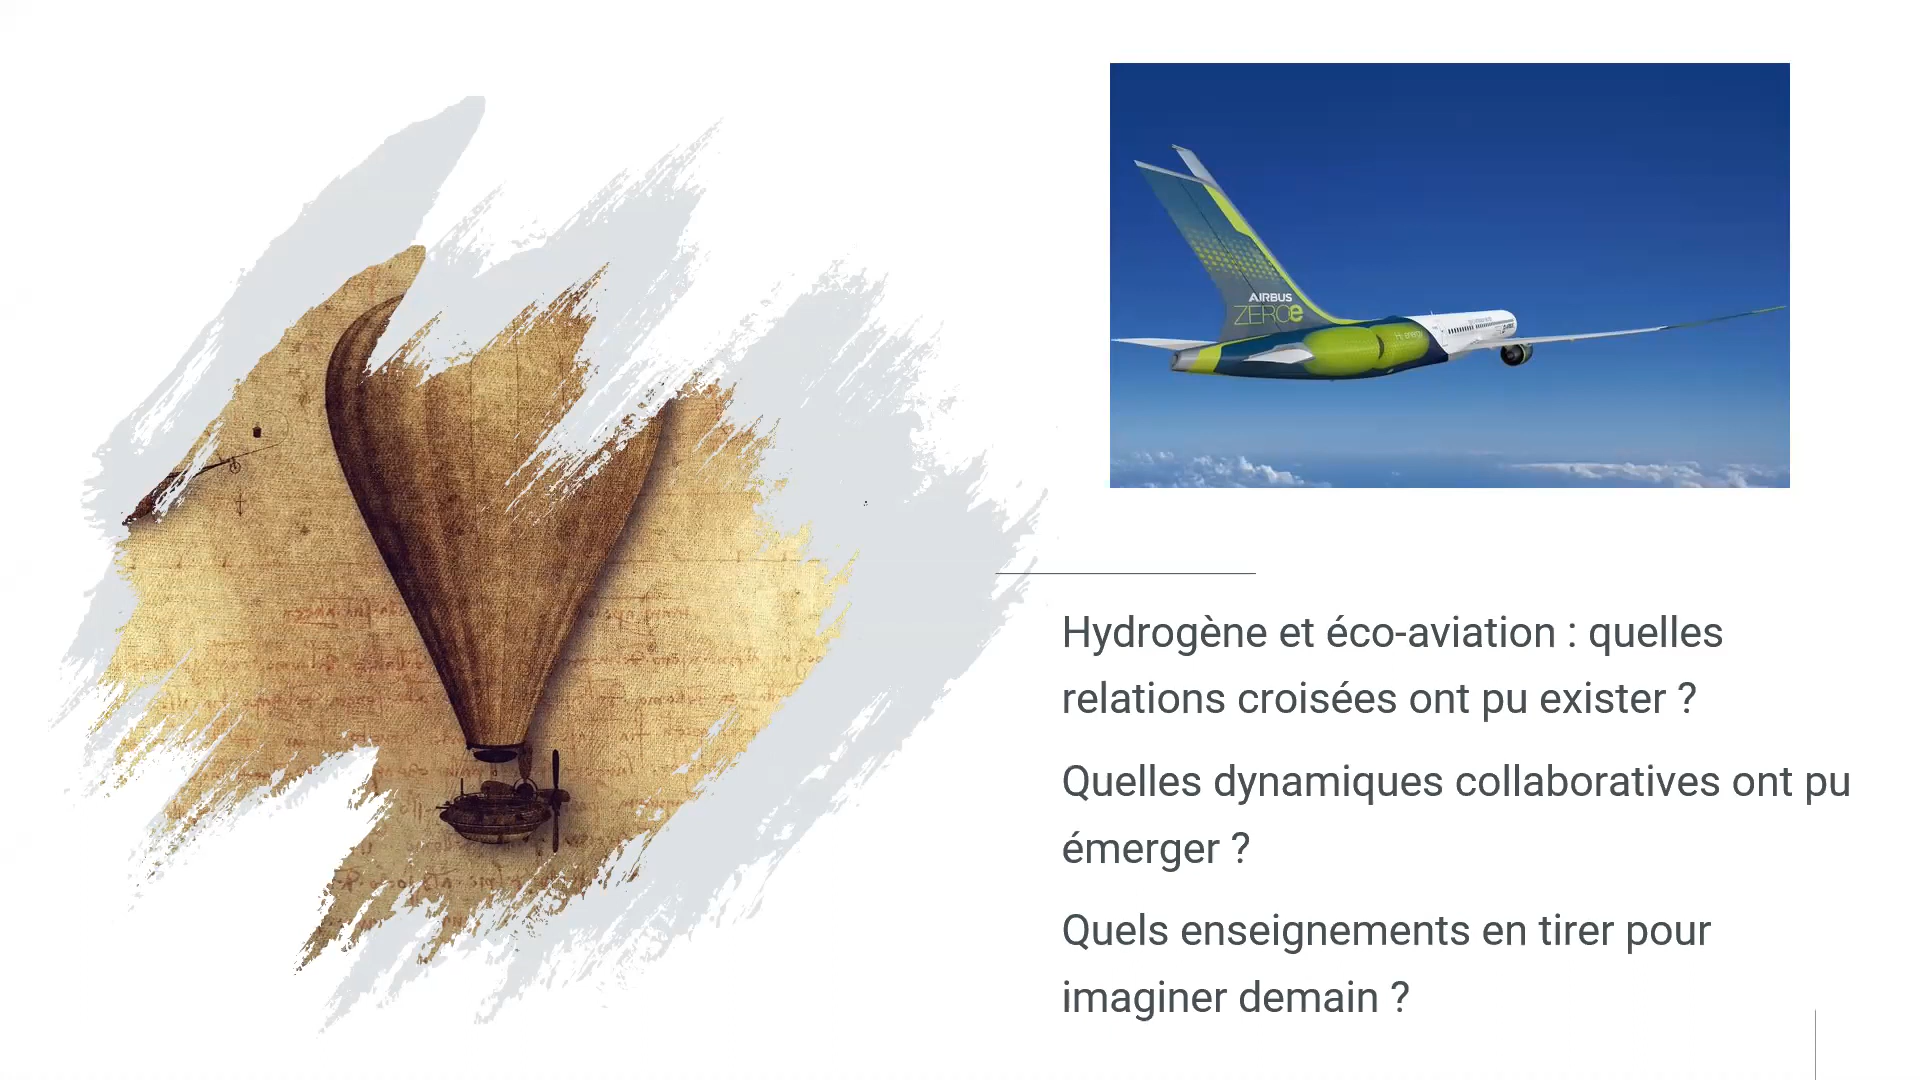 AIRBUS
ZEROe
Hydrogène et éco-aviation : quelles
relations croisées ont pu exister ?
Quelles dynamiques collaboratives ont pu
émerger ?
Quels enseignements en tirer pour
imaginer demain ?